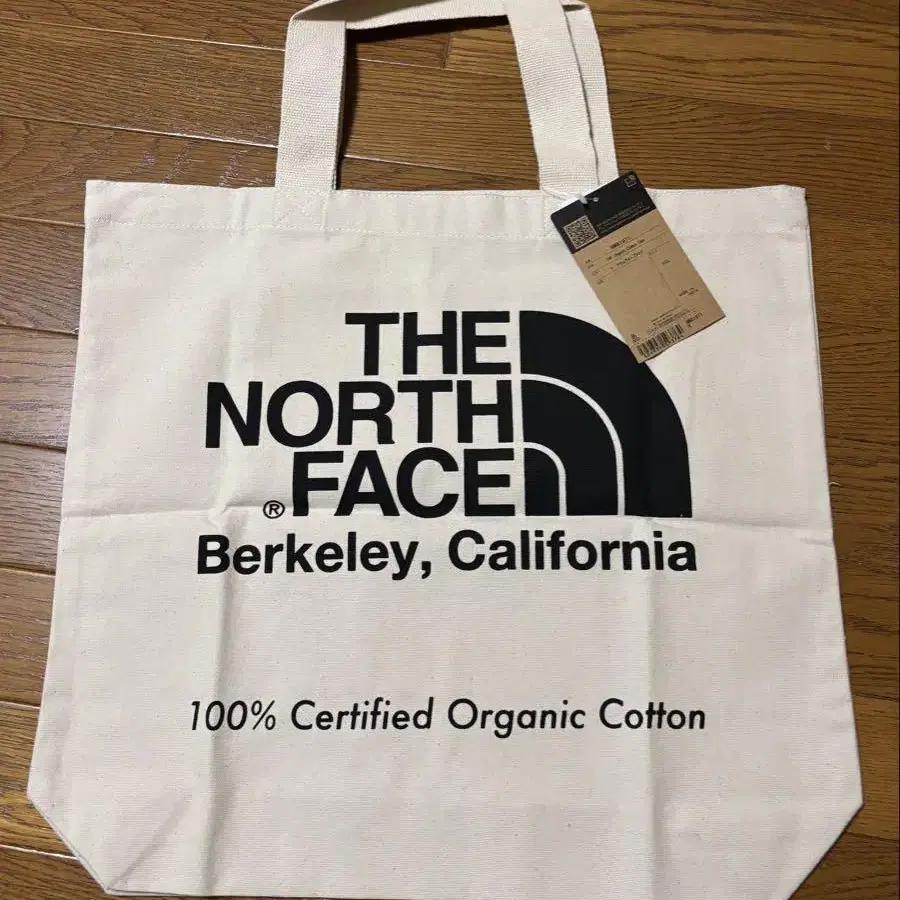 THE
NORTH
FACE
®
Berkeley, California
100% Certified Organic Cotton